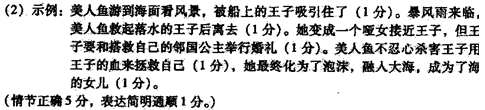 (2) 示例：美人鱼游到海面看风景，被船上的王子吸引住了（1分）。暴风雨来临，
美人鱼救起落水的王子后离去（1分）。她变成一个哑女接近王子，但王
子要和搭救自己的邻国公主举行婚礼（1分）。美人鱼不忍心杀害王子用
王子的血来拯救自己（1分），她最终化为了泡沫，融人大海，成为了海
的女儿（1分）。
（情节正确5分，表达简明通顺1分。）